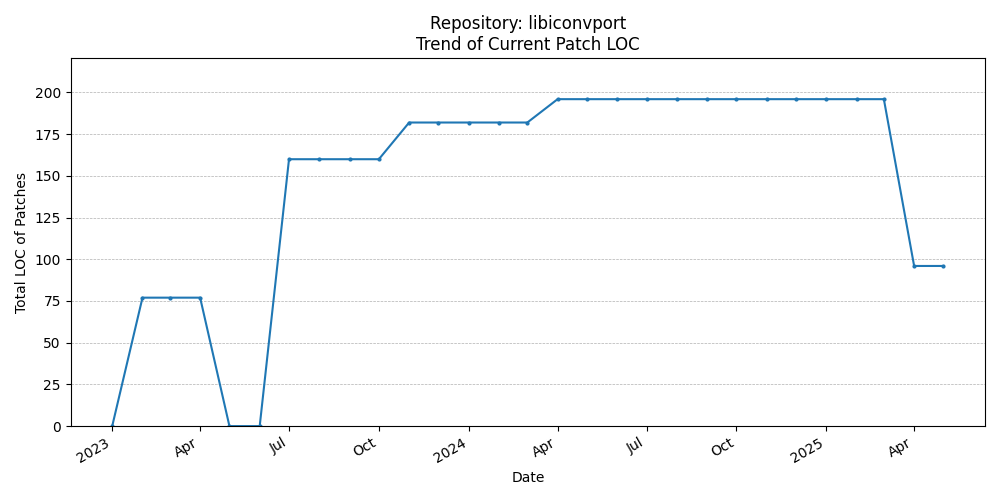 Repository: libiconvport
Trend of Current Patch LOC
Total LOC of Patches
200
175
150
125
100
75
50
25
0
2023
Apr
Jul
Oct
2024
Apr
Jul
Oct
2025
Apr
Date